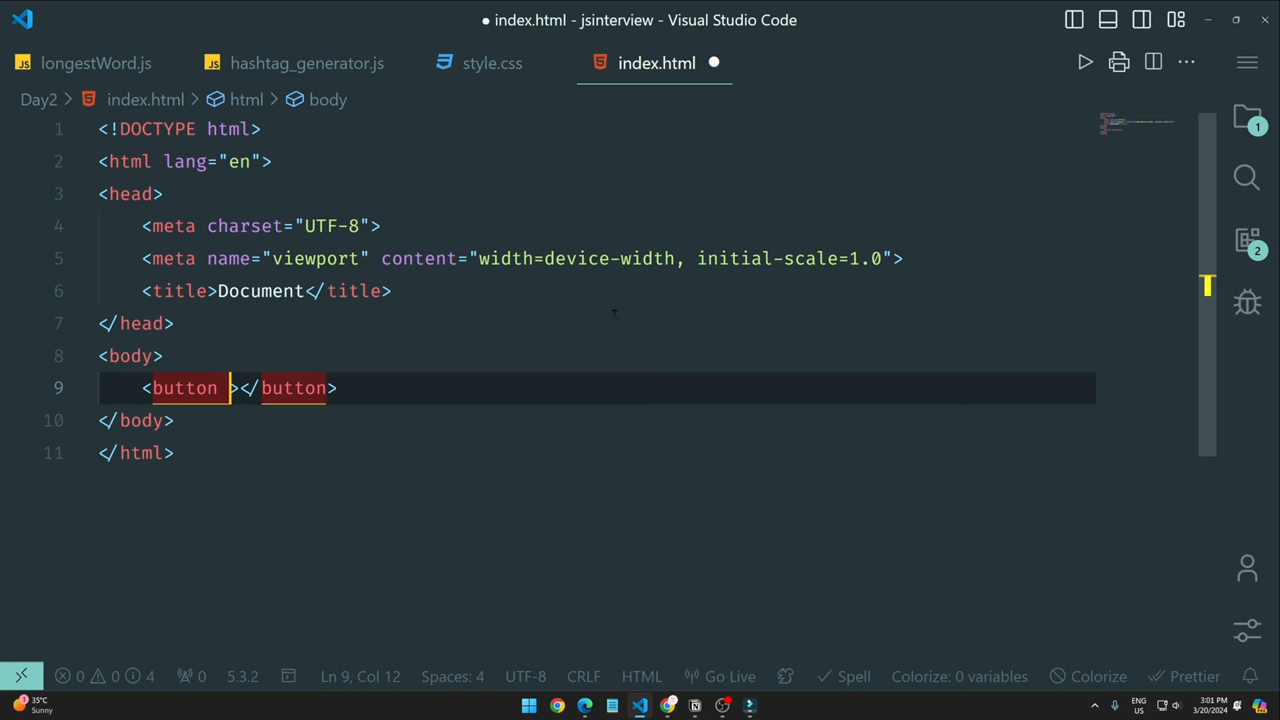 ● index.html - jsinterview - Visual Studio Code
longestWord.js
hashtag_generator.js
style.css
index.html ●
Day2 > index.html > html > body
1 <!DOCTYPE html>
2 <html lang="en">
3 <head>
4 <meta charset="UTF-8">
5 <meta name="viewport" content="width=device-width, initial-scale=1.0">
6 <title>Document</title>
7 </head>
8 <body>
9 <button ></button>
10 </body>
11 </html>
1
2
0 0 4 0 5.3.2 Ln 9, Col 12 Spaces: 4 UTF-8 CRLF HTML Go Live Spell Colorize: 0 variables Colorize Prettier
35°C
Sunny
ENG
US
3:01 PM
3/20/2024